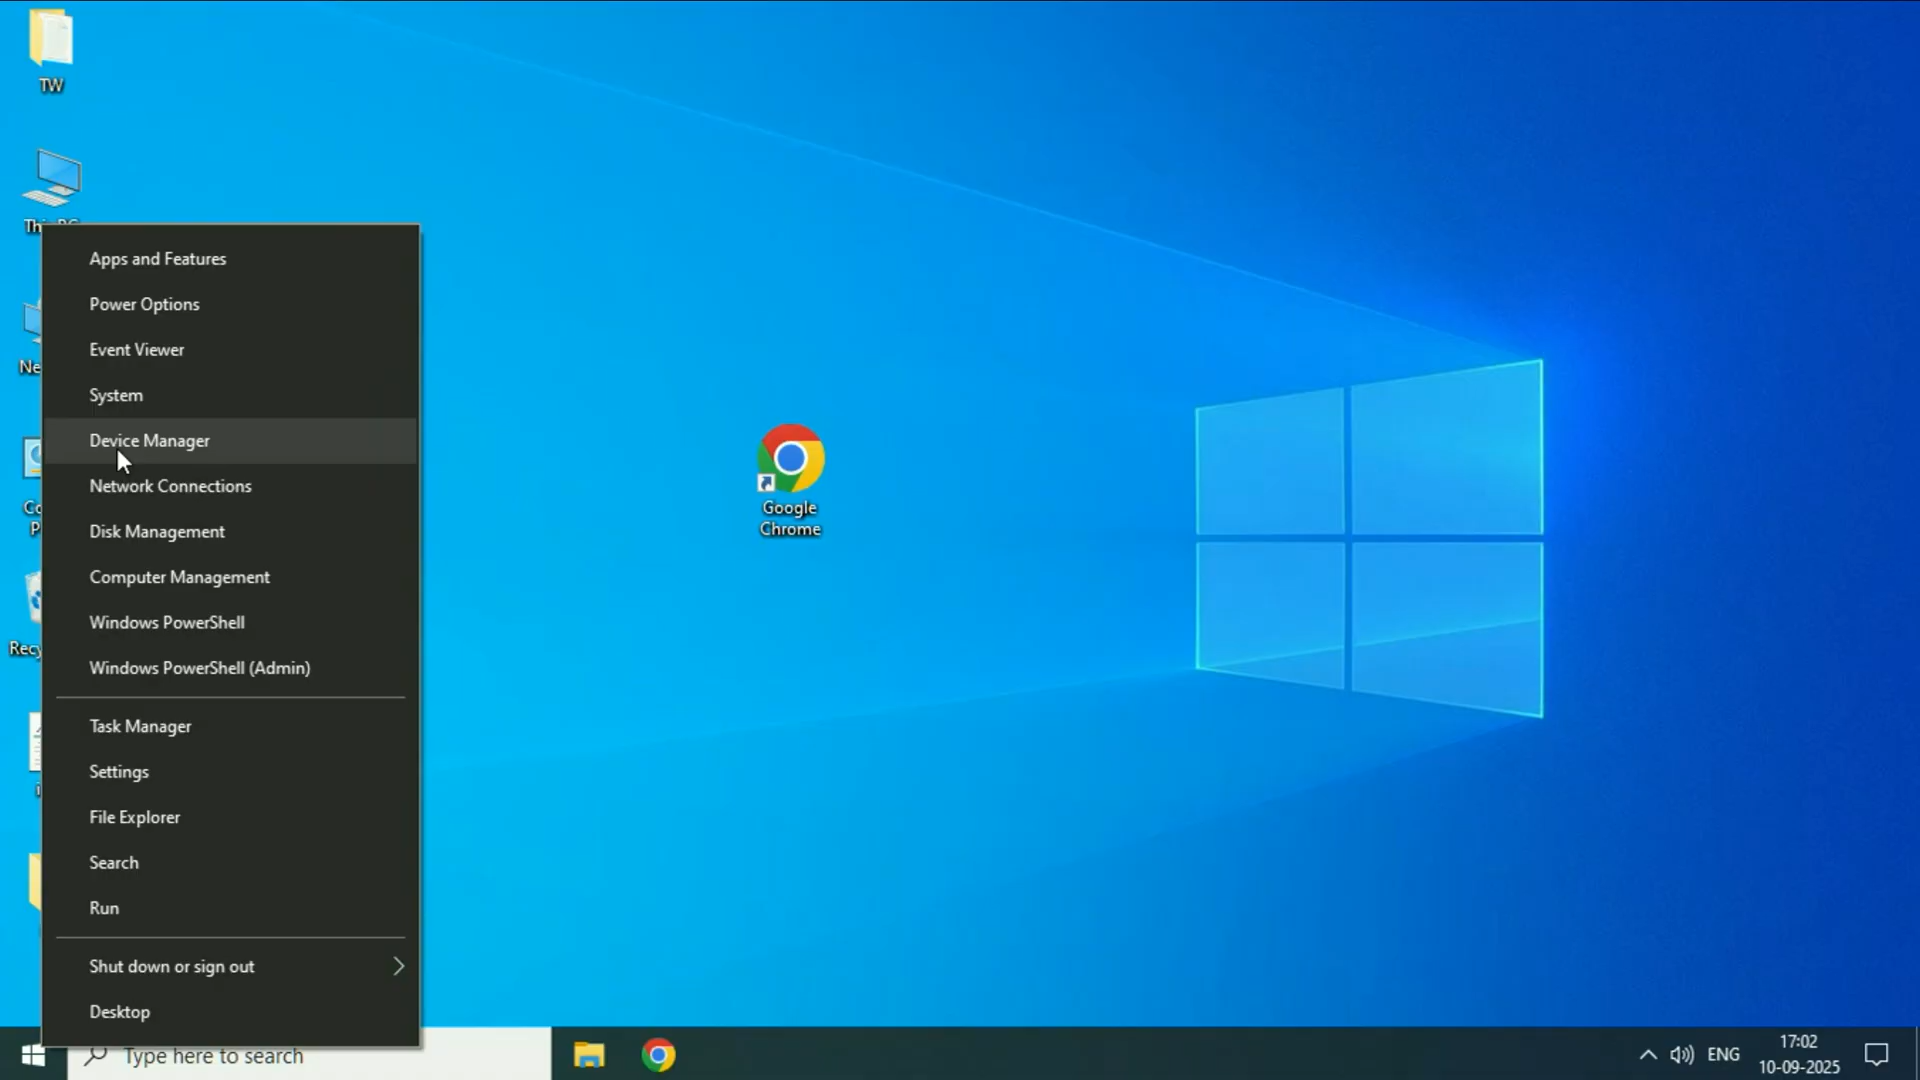 TW
Apps and Features
Power Options
Event Viewer
System
Device Manager
Network Connections
Disk Management
Computer Management
Windows PowerShell
Windows PowerShell (Admin)
Task Manager
Settings
File Explorer
Search
Run
Shut down or sign out
Desktop
Google
Chrome
Type here to search
ENG
17:02
10-09-2025